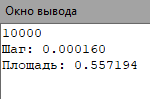 Окно вывода
10000
Шаг: 0.000160
Площадь: 0.557194